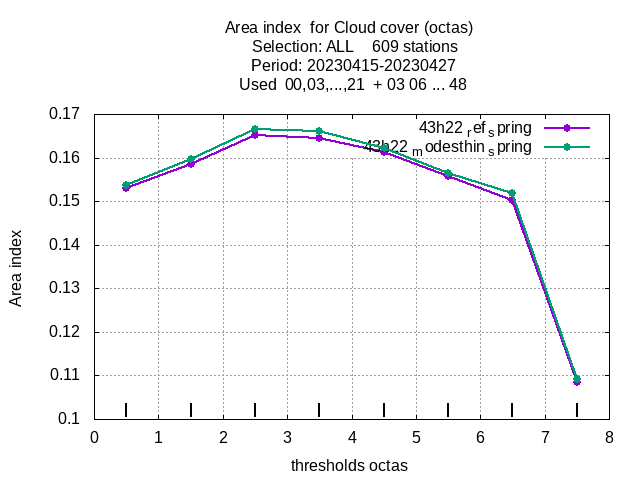 Area index  for Cloud cover (octas)
Selection: ALL    609 stations
Period: 20230415-20230427
Used  00,03,...,21  + 03 06 ... 48
0.17
43h22 ref spring
0.16
43h22 modesthin spring
0.15
0.14
Area index
0.13
0.12
0.11
0.1
0 1 2 3 4 5 6 7 8
thresholds octas